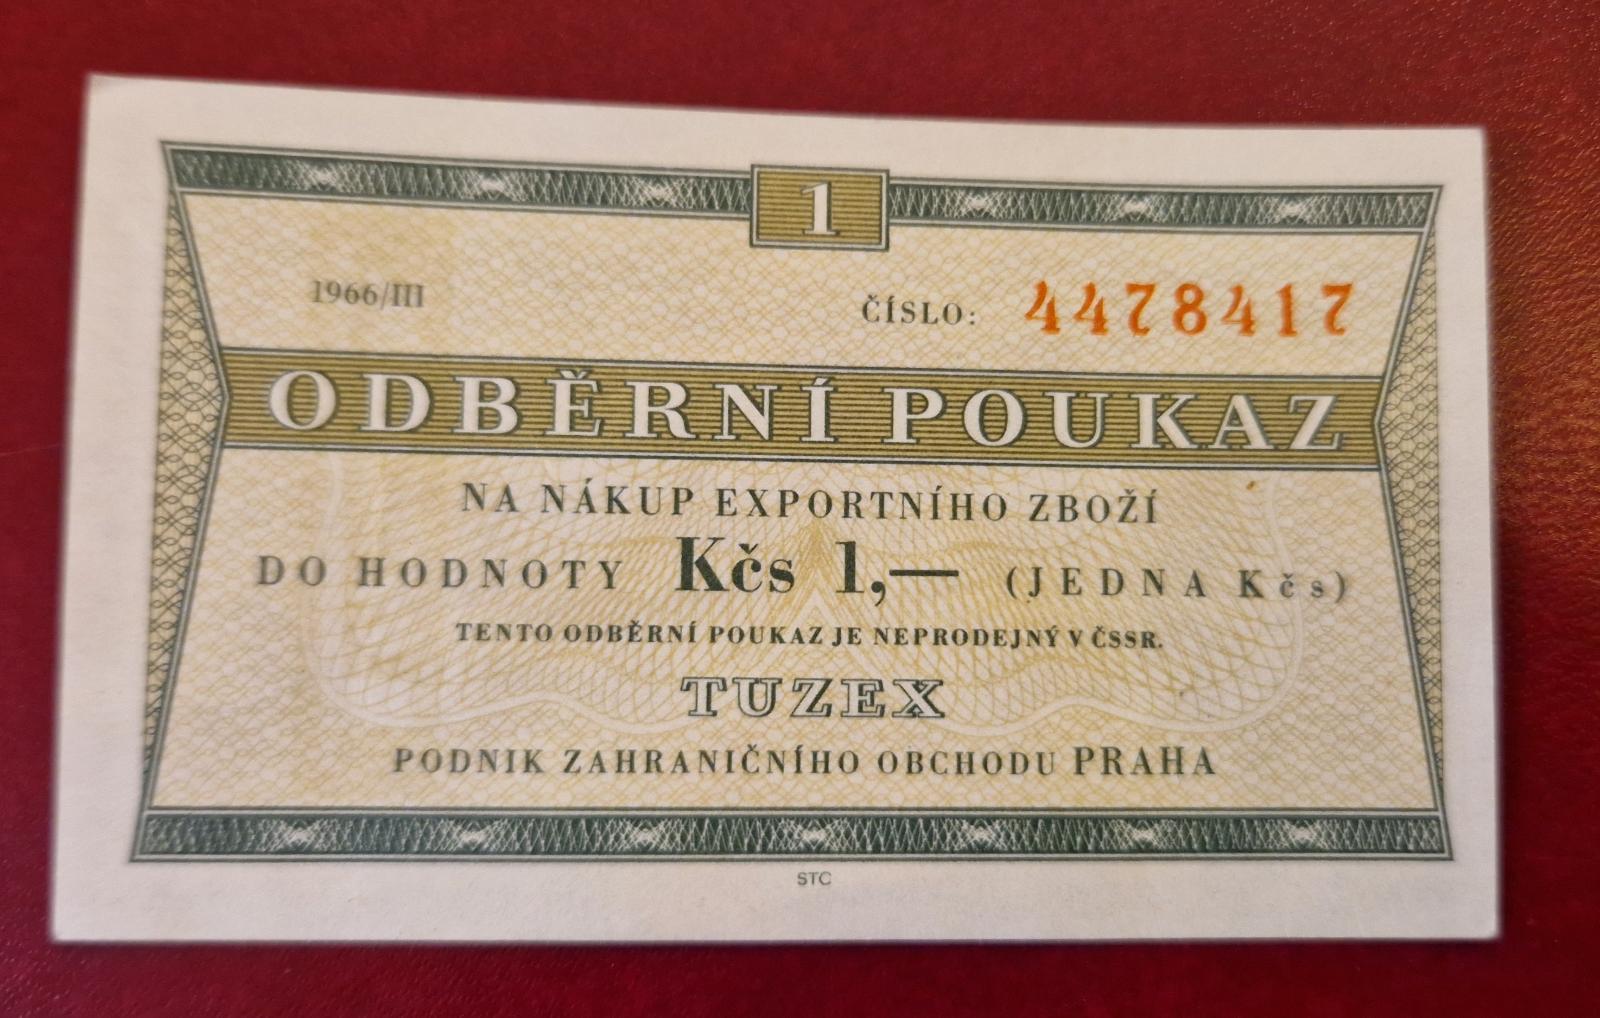 1
1966/III
ČÍSLO: 4478417
ODBĚRNÍ POUKAZ
NA NÁKUP EXPORTNÍHO ZBOŽÍ
DO HODNOTY Kčs 1,— (JEDNA Kčs)
TENTO ODBĚRNÍ POUKAZ JE NEPRODEJNÝ V ČSSR.
TUZEX
PODNIK ZAHRANIČNÍHO OBCHODU PRAHA
STC